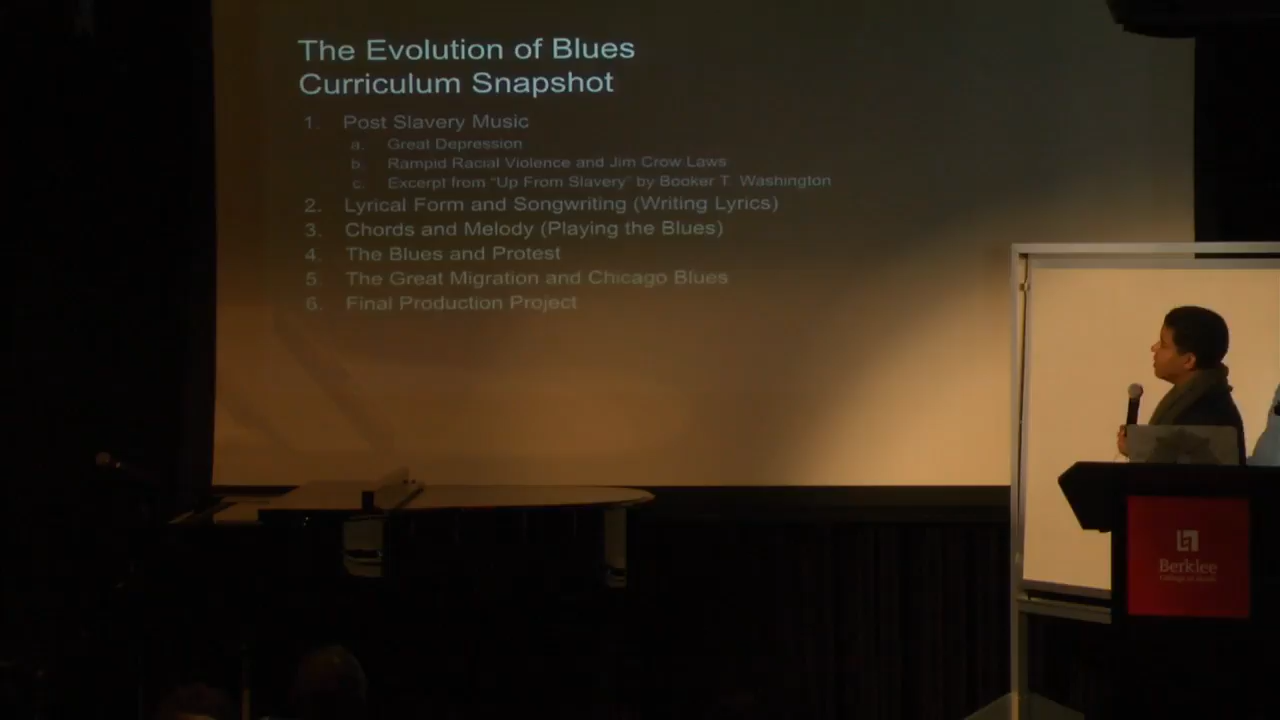 The Evolution of Blues
Curriculum Snapshot
1. Post Slavery Music
a. Great Depression
b. Rampid Racial Violence and Jim Crow Laws
c. Excerpt from "Up From Slavery" by Booker T. Washington
2. Lyrical Form and Songwriting (Writing Lyrics)
3. Chords and Melody (Playing the Blues)
4. The Blues and Protest
5. The Great Migration and Chicago Blues
6. Final Production Project
Berklee
College of Music